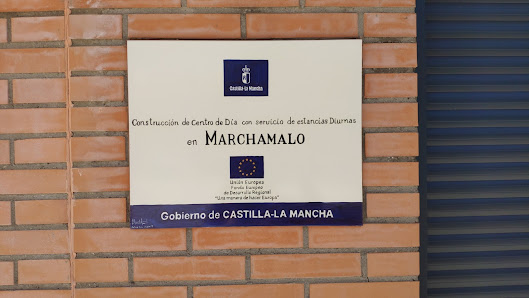 Castilla-La Mancha
Construcción de Centro de Día con servicio de estancias Diurnas
en MARCHAMALO
Unión Europea
Fondo Europeo
de Desarrollo Regional
"Una manera de hacer Europa"
Gobierno de CASTILLA-LA MANCHA